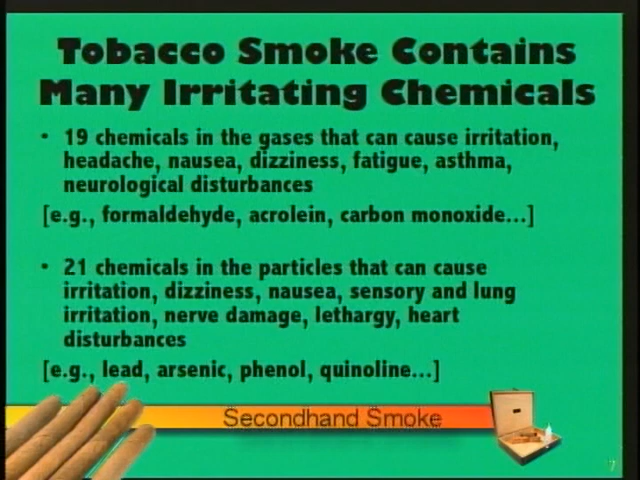 Tobacco Smoke Contains
Many Irritating Chemicals
• 19 chemicals in the gases that can cause irritation,
headache, nausea, dizziness, fatigue, asthma,
neurological disturbances
[e.g., formaldehyde, acrolein, carbon monoxide...]
• 21 chemicals in the particles that can cause
irritation, dizziness, nausea, sensory and lung
irritation, nerve damage, lethargy, heart
disturbances
[e.g., lead, arsenic, phenol, quinoline...]
Secondhand Smoke
7